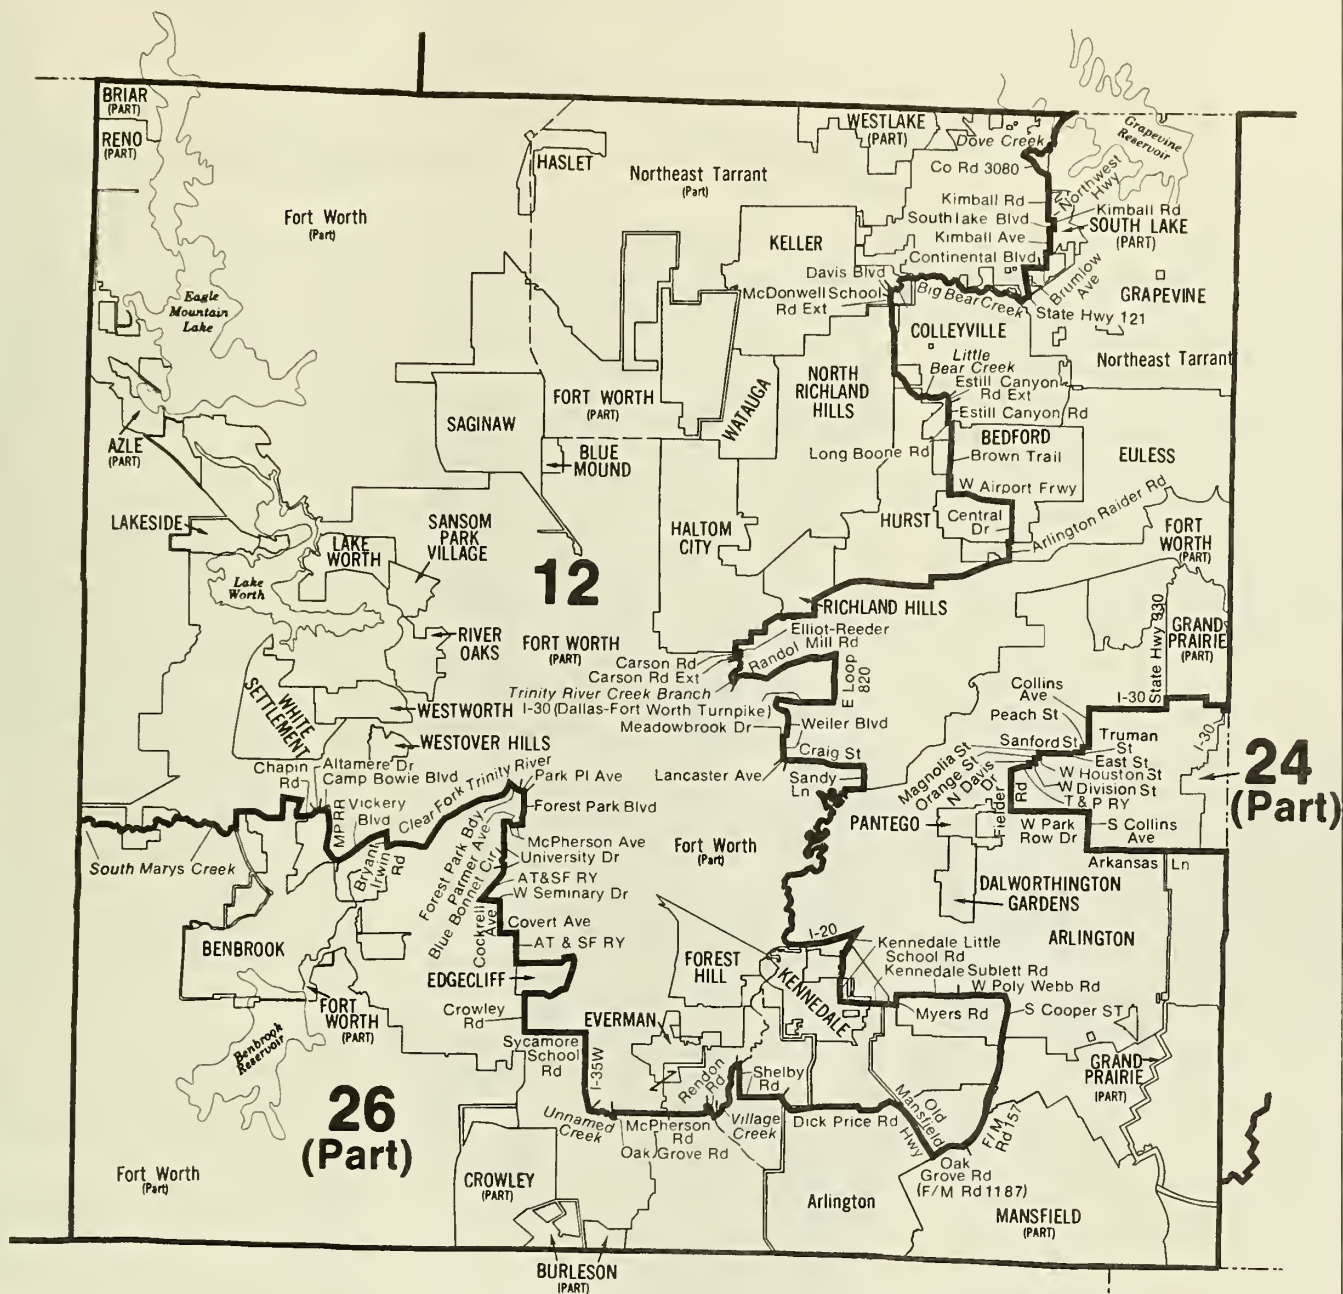 BRIAR
(PART)
RENO
(PART)
HASLET
Northeast Tarrant
(Part)
WESTLAKE
(PART)
Dove Creek
Grapevine
Reservoir
Co Rd 3080
Northwest
Hwy
Kimball Rd
Kimball Rd
Southlake Blvd
SOUTH LAKE
(PART)
Kimball Ave
Continental Blvd
Fort Worth
(Part)
KELLER
Davis Blvd
McDonwell School
Rd Ext
Big Bear Creek
Brumlow
Ave
GRAPEVINE
State Hwy 121
Eagle
Mountain
Lake
COLLEYVILLE
Little
Bear Creek
Estill Canyon
Rd Ext
Estill Canyon Rd
Northeast Tarrant
NORTH
RICHLAND
HILLS
WATAUGA
FORT WORTH
(PART)
SAGINAW
BLUE
MOUND
AZLE
(PART)
BEDFORD
Long Boone Rd
Brown Trail
EULESS
W Airport Frwy
LAKESIDE
SANSOM
PARK
VILLAGE
LAKE
WORTH
HALTOM
CITY
HURST
Central
Dr
Arlington Raider Rd
FORT
WORTH
(PART)
Lake
Worth
12
RICHLAND HILLS
State Hwy 330
GRAND
PRAIRIE
(PART)
RIVER
OAKS
FORT WORTH
(PART)
Elliot-Reeder
Randol Mill Rd
Carson Rd
Carson Rd Ext
Trinity River Creek Branch
E Loop
820
WHITE
SETTLEMENT
WESTWORTH
I-30 (Dallas-Fort Worth Turnpike)
Meadowbrook Dr
Weiler Blvd
Collins
Ave
I-30
Peach St
I-30
WESTOVER HILLS
Craig St
Sanford St
Truman
St
East St
24
(Part)
Chapin
Rd
Altamere Dr
Camp Bowie Blvd
Clear Fork Trinity River
Park Pl Ave
Lancaster Ave
Sandy
Ln
Magnolia St
Orange St
N Davis
Dr
W Houston St
W Division St
T & P RY
Vickery
Blvd
MP RR
Forest Park Blvd
PANTEGO
Fielder
Rd
W Park
Row Dr
S Collins
Ave
South Marys Creek
Bryant
Irwin
Rd
Forest Park Bdy
Parmer Ave
Blue Bonnet Cir
McPherson Ave
University Dr
Fort Worth
(Part)
Arkansas Ln
AT&SF RY
W Seminary Dr
DALWORTHINGTON
GARDENS
Cockrell
Ave
Covert Ave
AT & SF RY
BENBROOK
I-20
Kennedale Little
School Rd
ARLINGTON
EDGECLIFF
FOREST
HILL
KENNEDALE
Kennedale Sublett Rd
W Poly Webb Rd
FORT
WORTH
(PART)
Crowley
Rd
EVERMAN
Myers Rd
S Cooper ST
Benbrook
Reservoir
Sycamore
School
Rd
I-35W
Rendon
Rd
Shelby
Rd
GRAND
PRAIRIE
(PART)
26
(Part)
Unnamed
Creek
McPherson
Rd
Oak Grove Rd
Village
Creek
Dick Price Rd
Old
Mansfield
Hwy
F/M
Rd 157
Oak
Grove Rd
(F/M Rd 1187)
Fort Worth
(Part)
CROWLEY
(PART)
Arlington
MANSFIELD
(PART)
BURLESON
(PART)